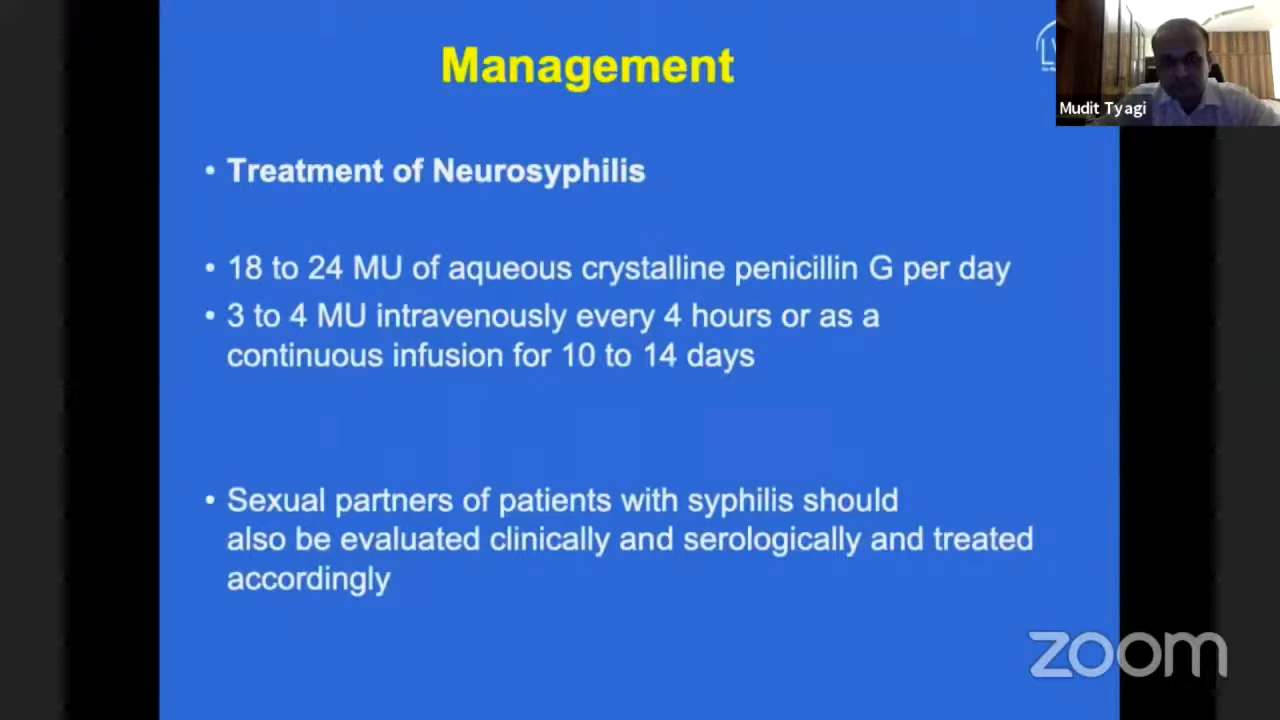 Management
Mudit Tyagi
• Treatment of Neurosyphilis
• 18 to 24 MU of aqueous crystalline penicillin G per day
• 3 to 4 MU intravenously every 4 hours or as a
continuous infusion for 10 to 14 days
• Sexual partners of patients with syphilis should
also be evaluated clinically and serologically and treated
accordingly
zoom